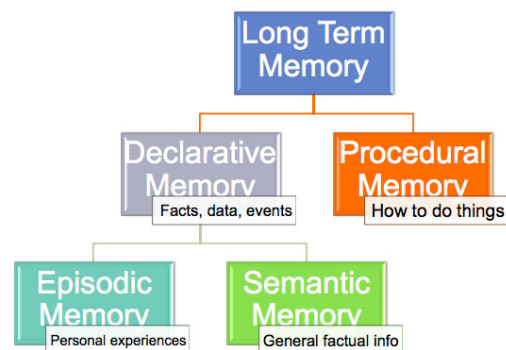 Long Term
Memory
Declarative
Memory
Facts, data, events
Procedural
Memory
How to do things
Episodic
Memory
Personal experiences
Semantic
Memory
General factual info